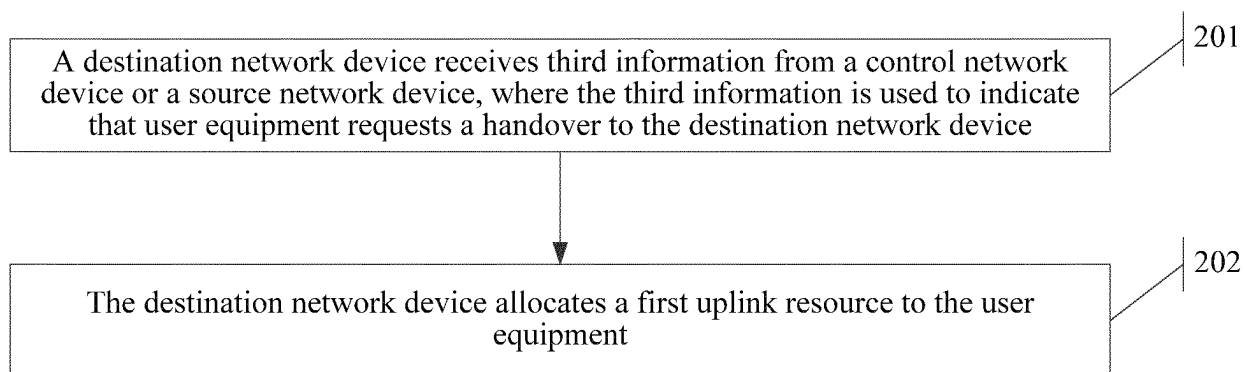 201
A destination network device receives third information from a control network
device or a source network device, where the third information is used to indicate
that user equipment requests a handover to the destination network device
202
The destination network device allocates a first uplink resource to the user
equipment